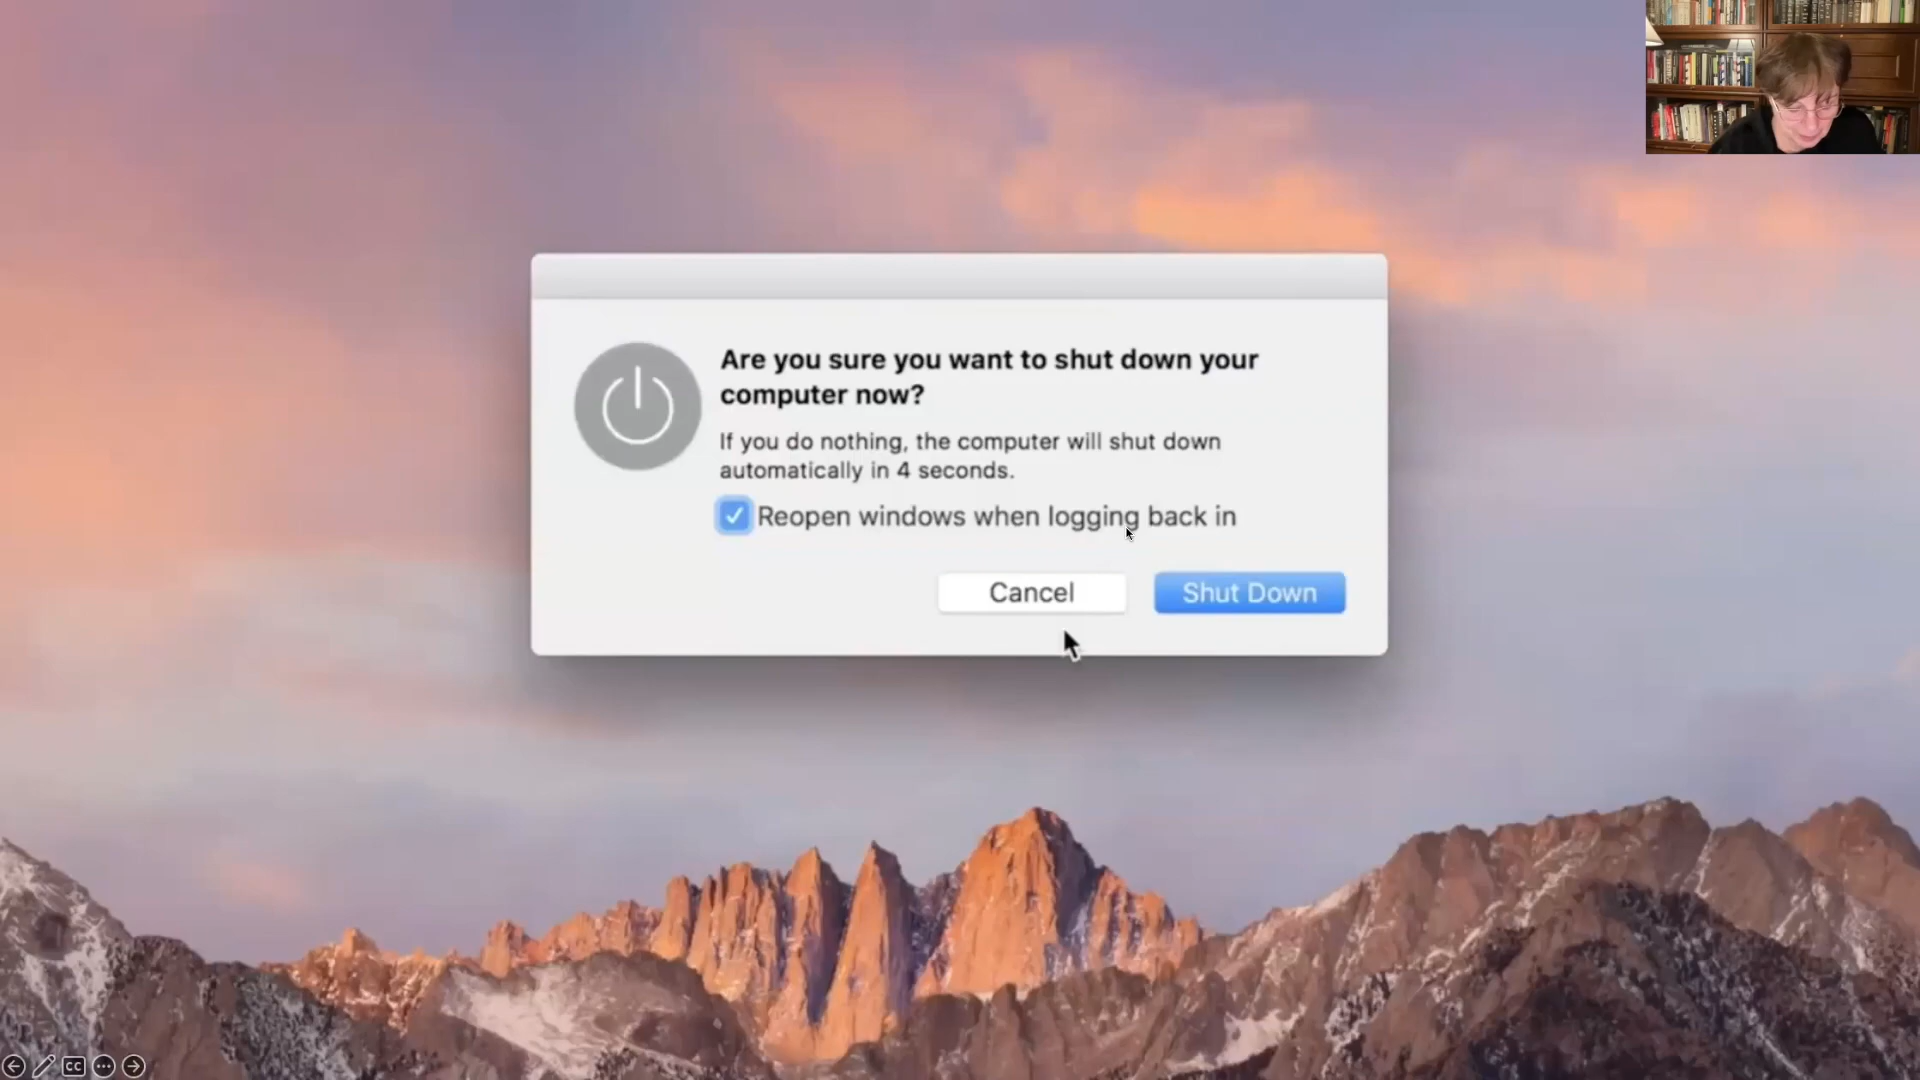 Are you sure you want to shut down your
computer now?
If you do nothing, the computer will shut down
automatically in 4 seconds.
Reopen windows when logging back in
Cancel
Shut Down
CC